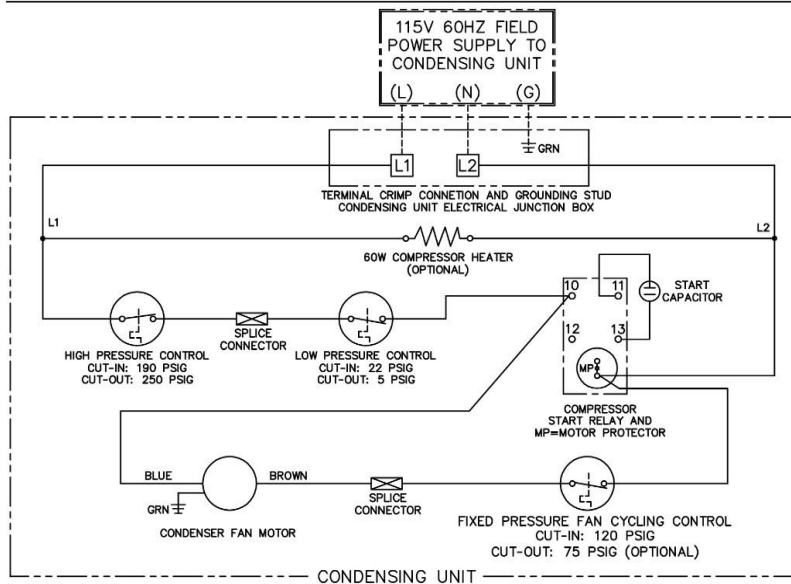 115V 60HZ FIELD
POWER SUPPLY TO
CONDENSING UNIT
(L) (N) (G)
GRN
L1 L2
TERMINAL CRIMP CONNETION AND GROUNDING STUD
CONDENSING UNIT ELECTRICAL JUNCTION BOX
L1
L2
60W COMPRESSOR HEATER
(OPTIONAL)
10 11
START
CAPACITOR
12 13
SPLICE
CONNECTOR
HIGH PRESSURE CONTROL
CUT-IN: 190 PSIG
CUT-OUT: 250 PSIG
LOW PRESSURE CONTROL
CUT-IN: 22 PSIG
CUT-OUT: 5 PSIG
MP
COMPRESSOR
START RELAY AND
MP=MOTOR PROTECTOR
BLUE
BROWN
GRN
CONDENSER FAN MOTOR
SPLICE
CONNECTOR
FIXED PRESSURE FAN CYCLING CONTROL
CUT-IN: 120 PSIG
CUT-OUT: 75 PSIG (OPTIONAL)
CONDENSING UNIT